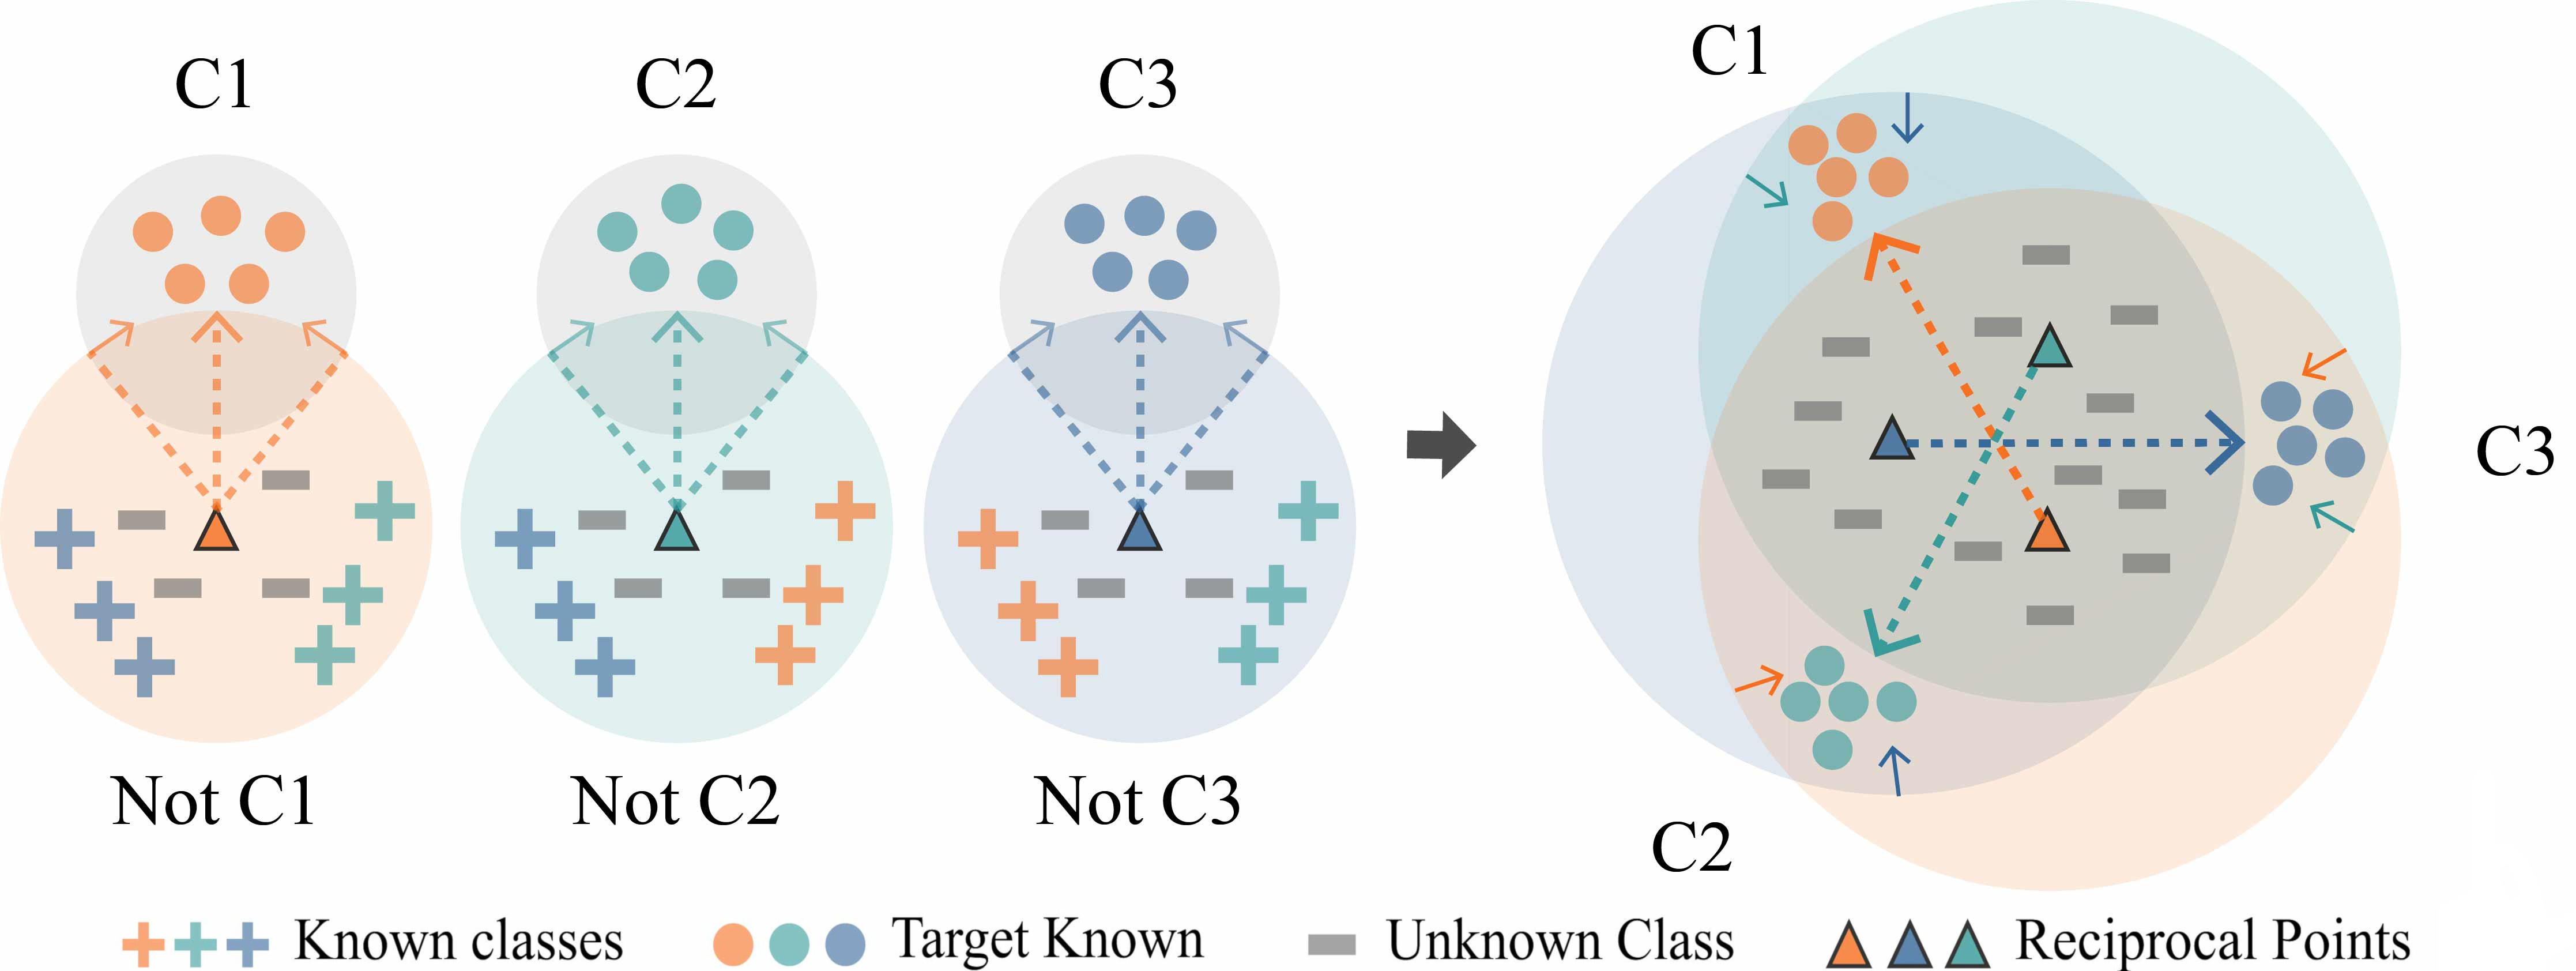 C1
C2
C3
Not C1
Not C2
Not C3
C1
C3
C2
Known classes
Target Known
Unknown Class
Reciprocal Points